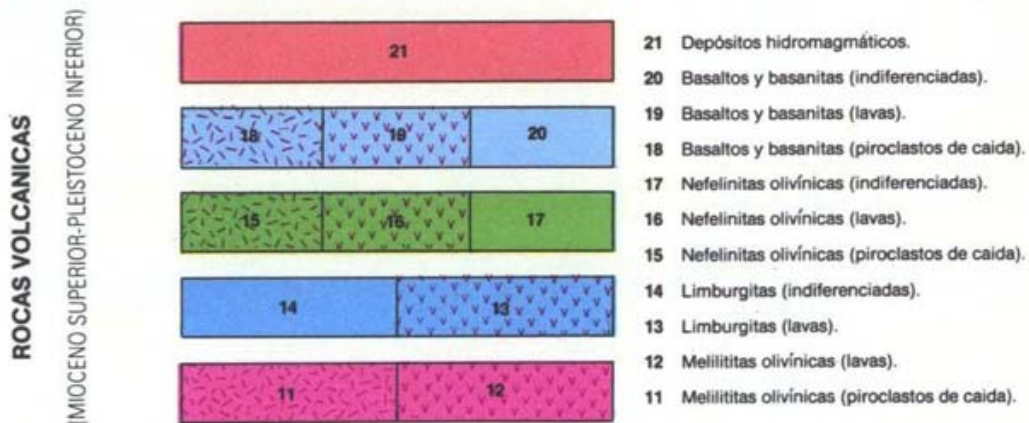 ROCAS VOLCANICAS
(MIOCENO SUPERIOR-PLEISTOCENO INFERIOR)
21
18 19 20
15 16 17
14 13
11 12
21 Depósitos hidromagmáticos.
20 Basaltos y basanitas (indiferenciadas).
19 Basaltos y basanitas (lavas).
18 Basaltos y basanitas (piroclastos de caida).
17 Nefelinitas olivínicas (indiferenciadas).
16 Nefelinitas olivínicas (lavas).
15 Nefelinitas olivínicas (piroclastos de caida).
14 Limburgitas (indiferenciadas).
13 Limburgitas (lavas).
12 Melilititas olivínicas (lavas).
11 Melilititas olivínicas (piroclastos de caida).